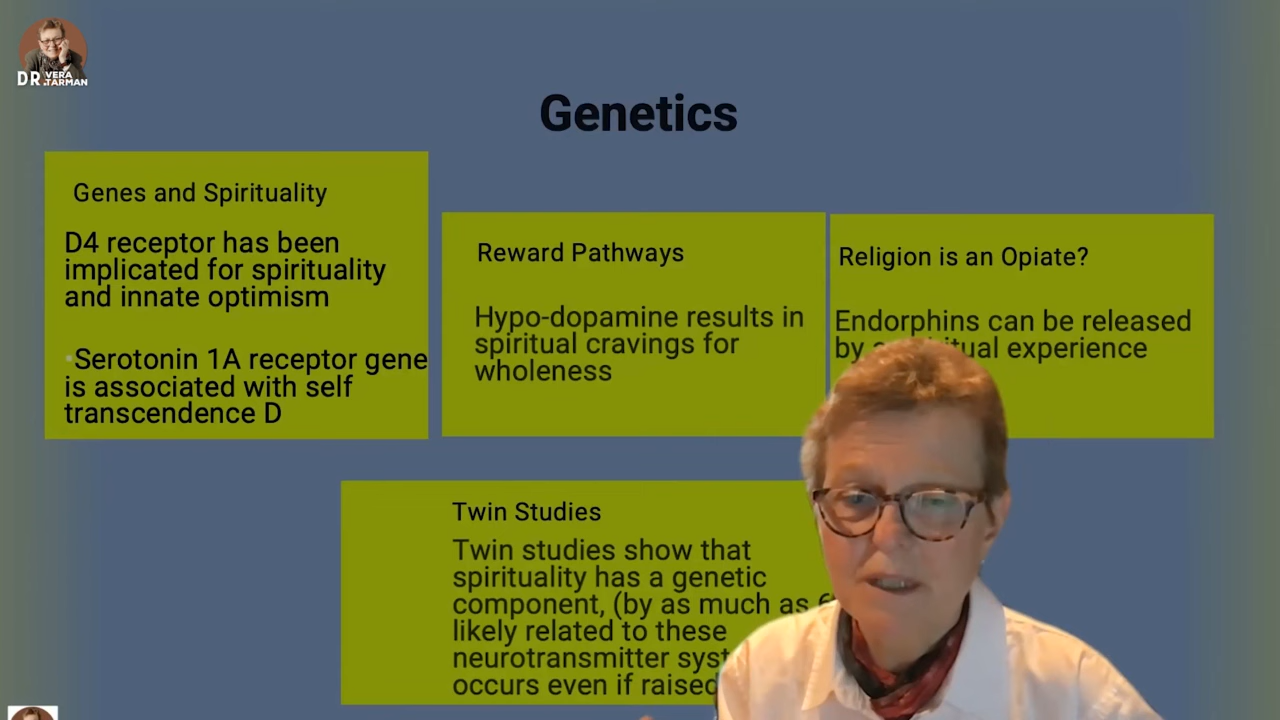 DR. VERA
TARMAN
Genetics
Genes and Spirituality
D4 receptor has been
implicated for spirituality
and innate optimism
•Serotonin 1A receptor gene
is associated with self
transcendence D
Reward Pathways
Hypo-dopamine results in
spiritual cravings for
wholeness
Religion is an Opiate?
Endorphins can be released
by experience
Twin Studies
Twin studies show that
spirituality has a genetic
component, (by as much as
likely related to these
neurotransmitter
occurs even if raised